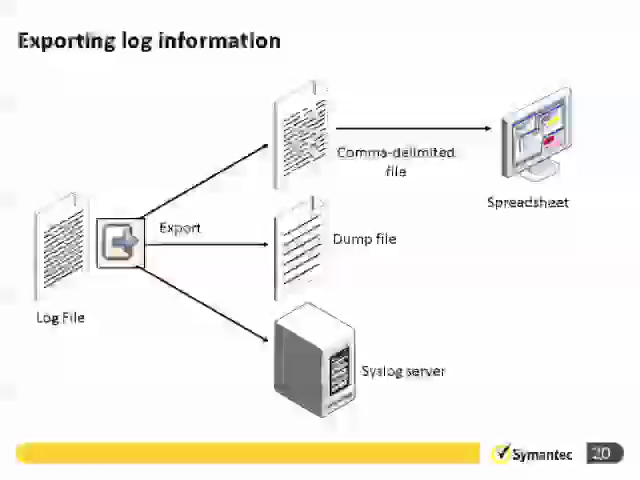 Exporting log information
Comma-delimited
file
Spreadsheet
Export
Dump file
Log File
Syslog server
Symantec
20